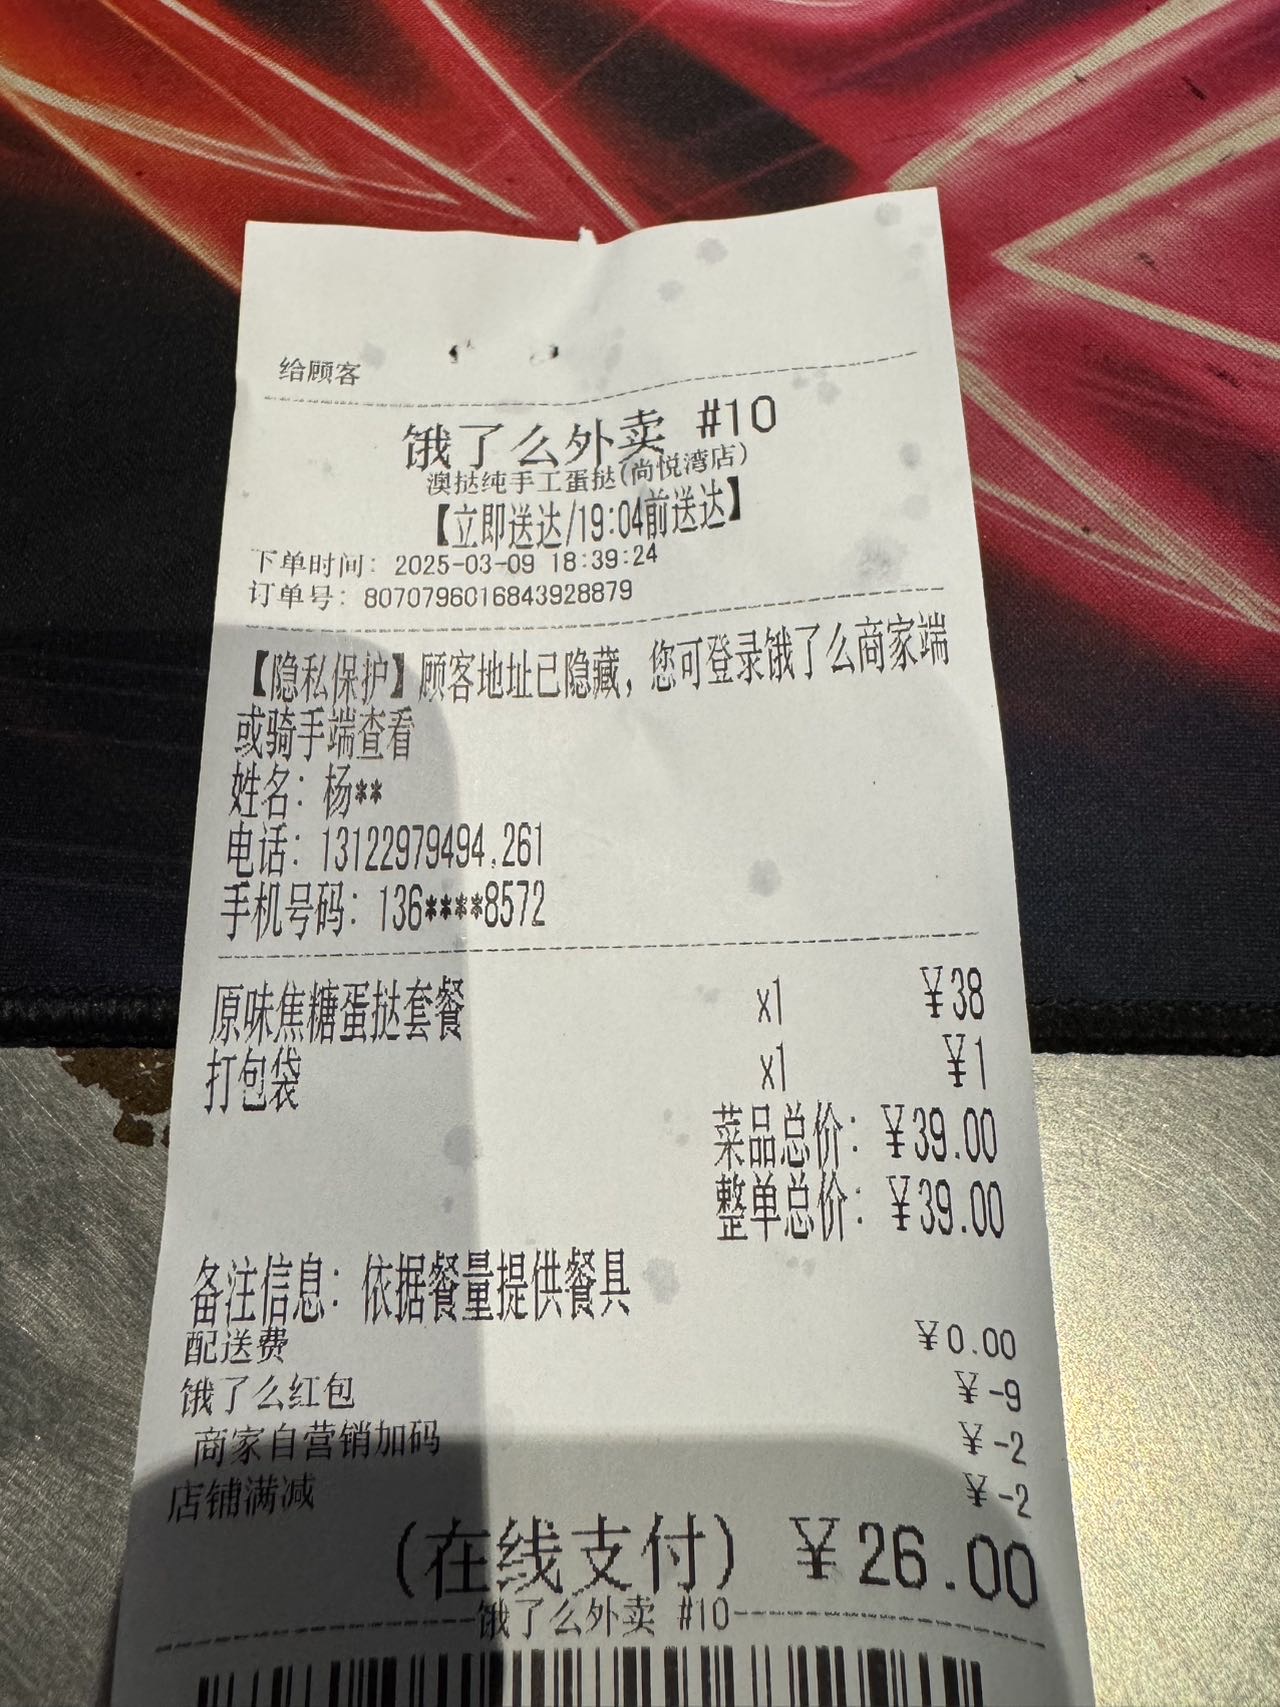 给顾客
饿了么外卖 #10
澳挞纯手工蛋挞(尚悦湾店)
【立即送达/19:04前送达】
下单时间: 2025-03-09 18:39:24
订单号: 8070796016843928879
【隐私保护】顾客地址已隐藏, 您可登录饿了么商家端
或骑手端查看
姓名: 杨**
电话: 13122979494,261
手机号码: 136****8572
原味焦糖蛋挞套餐 x1 ¥38
打包袋 x1 ¥1
菜品总价: ¥39.00
整单总价: ¥39.00
备注信息: 依据餐量提供餐具
配送费 ¥0.00
饿了么红包 ¥-9
商家自营销加码 ¥-2
店铺满减 ¥-2
(在线支付) ¥26.00
饿了么外卖 #10